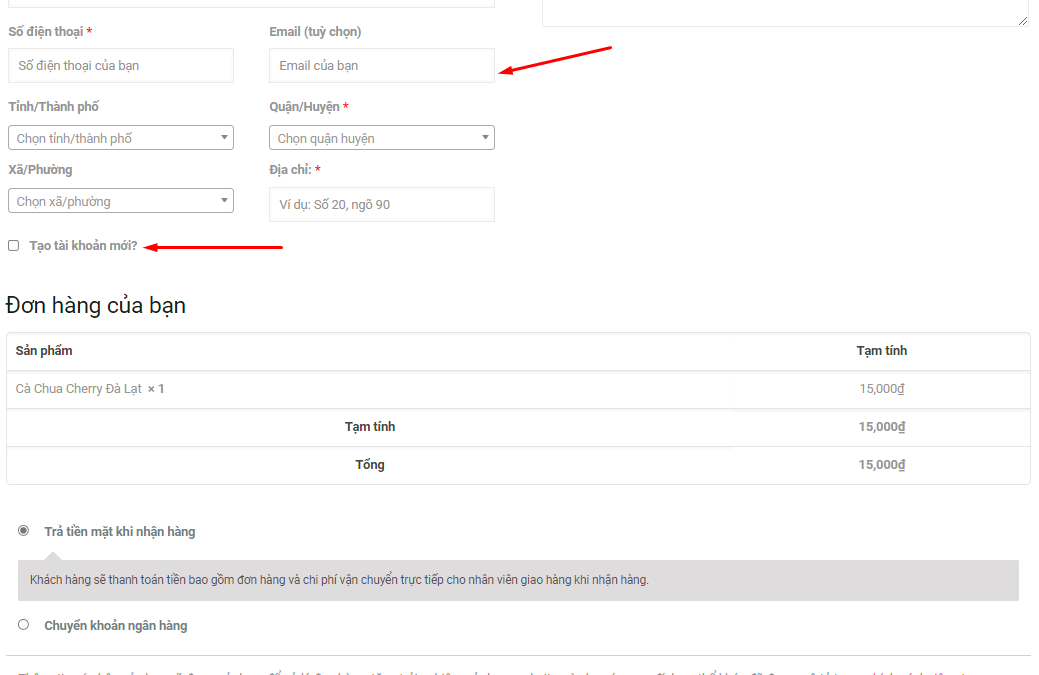 Số điện thoại *
Email (tuỳ chọn)
Số điện thoại của bạn
Email của bạn
Tỉnh/Thành phố
Quận/Huyện *
Chọn tỉnh/thành phố
Chọn quận huyện
Xã/Phường
Địa chỉ: *
Chọn xã/phường
Ví dụ: Số 20, ngõ 90
Tạo tài khoản mới?
Đơn hàng của bạn
Sản phẩm
Tạm tính
Cà Chua Cherry Đà Lạt × 1
15,000₫
Tạm tính
15,000₫
Tổng
15,000₫
Trả tiền mặt khi nhận hàng
Khách hàng sẽ thanh toán tiền bao gồm đơn hàng và chi phí vận chuyển trực tiếp cho nhân viên giao hàng khi nhận hàng.
Chuyển khoản ngân hàng